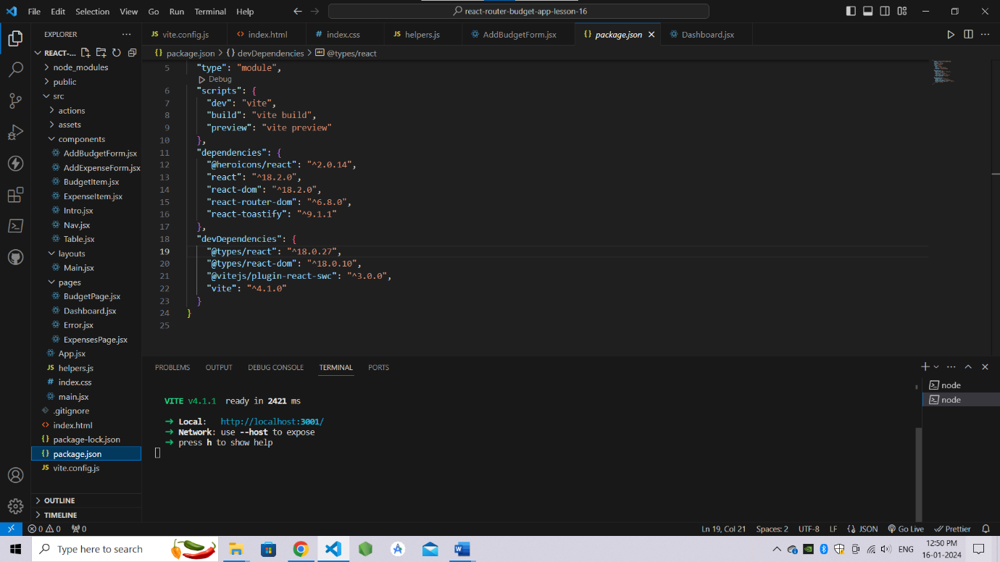 File Edit Selection View Go Run Terminal Help
react-router-budget-app-lesson-16
EXPLORER
REACT-...
node_modules
public
src
actions
assets
components
AddBudgetForm.jsx
AddExpenseForm.jsx
BudgetItem.jsx
ExpenseItem.jsx
Intro.jsx
Nav.jsx
Table.jsx
layouts
Main.jsx
pages
BudgetPage.jsx
Dashboard.jsx
Error.jsx
ExpensesPage.jsx
App.jsx
JS helpers.js
# index.css
main.jsx
.gitignore
<> index.html
{} package-lock.json
{} package.json
JS vite.config.js
OUTLINE
TIMELINE
JS vite.config.js <> index.html # index.css JS helpers.js AddBudgetForm.jsx {} package.json Dashboard.jsx
{} package.json > {} devDependencies > abc @types/react
5 "type": "module",
Debug
6 "scripts": {
7 "dev": "vite",
8 "build": "vite build",
9 "preview": "vite preview"
10 },
11 "dependencies": {
12 "@heroicons/react": "^2.0.14",
13 "react": "^18.2.0",
14 "react-dom": "^18.2.0",
15 "react-router-dom": "^6.8.0",
16 "react-toastify": "^9.1.1"
17 },
18 "devDependencies": {
19 "@types/react": "^18.0.27",
20 "@types/react-dom": "^18.0.10",
21 "@vitejs/plugin-react-swc": "^3.0.0",
22 "vite": "^4.1.0"
23 }
24 }
25
PROBLEMS OUTPUT DEBUG CONSOLE TERMINAL PORTS
VITE v4.1.1 ready in 2421 ms
➜ Local: http://localhost:3001/
➜ Network: use --host to expose
➜ press h to show help
node
node
0 0 0
Ln 19, Col 21 Spaces: 2 UTF-8 LF {} JSON Go Live Prettier
Type here to search
ENG
12:50 PM
16-01-2024